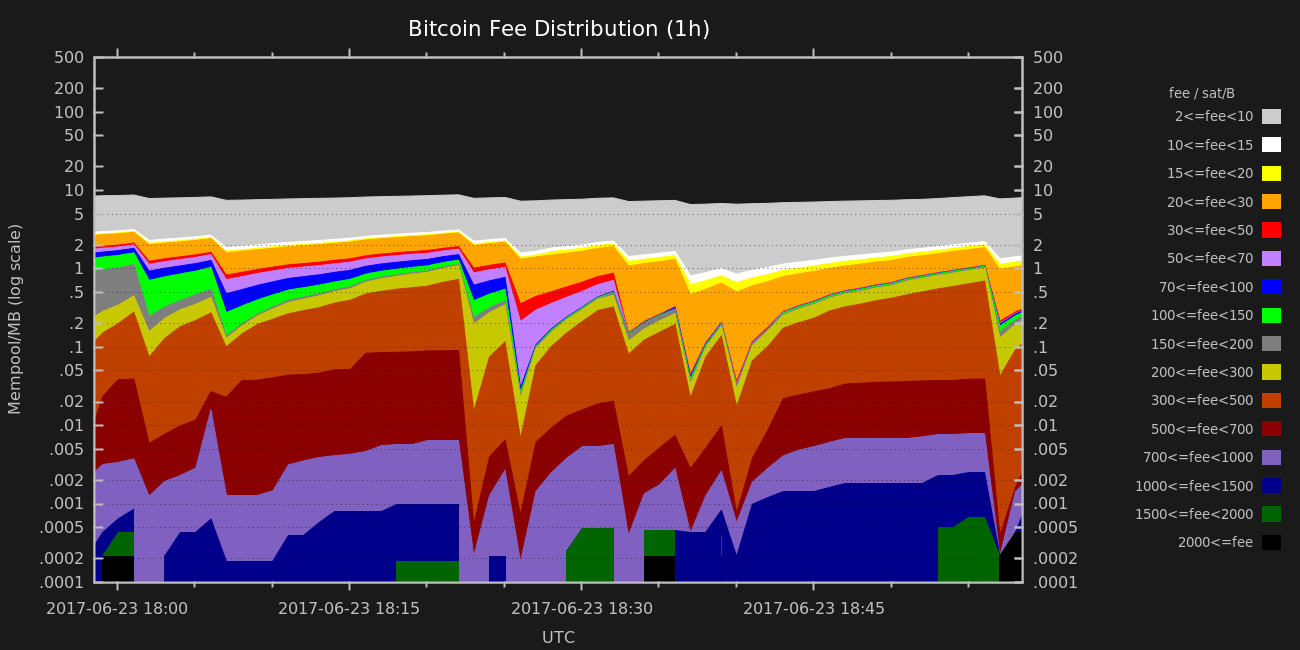 Bitcoin Fee Distribution (1h)
500 500
200 200
100 100
50 50
20 20
10 10
5 5
2 2
1 1
.5 .5
.2 .2
.1 .1
.05 .05
.02 .02
.01 .01
.005 .005
.002 .002
.001 .001
.0005 .0005
.0002 .0002
.0001 .0001
Mempool/MB (log scale)
2017-06-23 18:00 2017-06-23 18:15 2017-06-23 18:30 2017-06-23 18:45
UTC
fee / sat/B
2<=fee<10
10<=fee<15
15<=fee<20
20<=fee<30
30<=fee<50
50<=fee<70
70<=fee<100
100<=fee<150
150<=fee<200
200<=fee<300
300<=fee<500
500<=fee<700
700<=fee<1000
1000<=fee<1500
1500<=fee<2000
2000<=fee